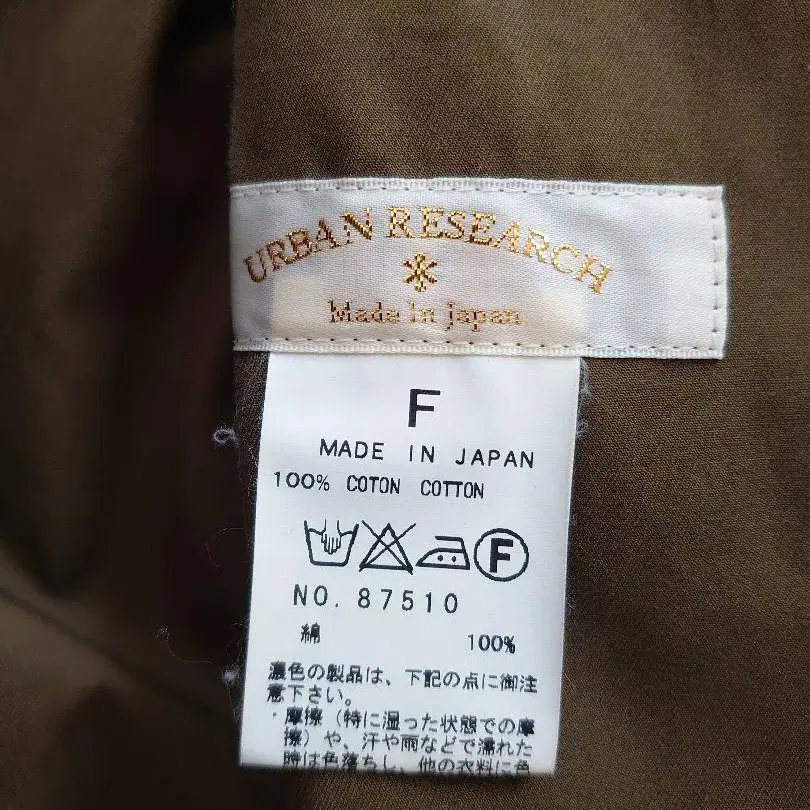 URBAN RESEARCH
Made in japan
F
MADE IN JAPAN
100% COTON COTTON
F
NO. 87510
綿 100%
濃色の製品は、下記の点に御注
意下さい。
・摩擦（特に湿った状態での摩
擦）や、汗や雨などで濡れた
時は色落ちし、他の衣料に色